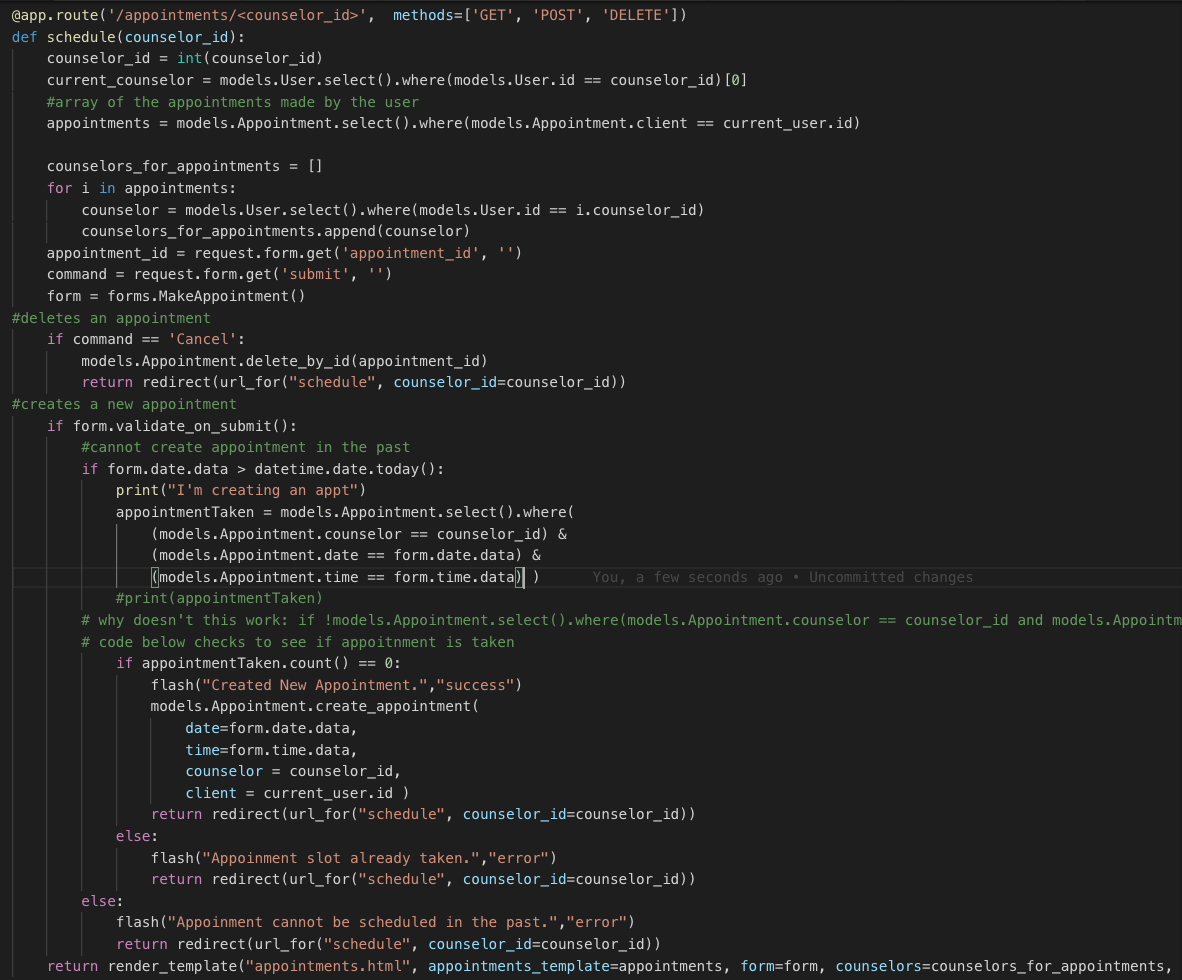 @app.route('/appointments/<counselor_id>',  methods=['GET', 'POST', 'DELETE'])
def schedule(counselor_id):
    counselor_id = int(counselor_id)
    current_counselor = models.User.select().where(models.User.id == counselor_id)[0]
    #array of the appointments made by the user
    appointments = models.Appointment.select().where(models.Appointment.client == current_user.id)

    counselors_for_appointments = []
    for i in appointments:
        counselor = models.User.select().where(models.User.id == i.counselor_id)
        counselors_for_appointments.append(counselor)
    appointment_id = request.form.get('appointment_id', '')
    command = request.form.get('submit', '')
    form = forms.MakeAppointment()
#deletes an appointment
    if command == 'Cancel':
        models.Appointment.delete_by_id(appointment_id)
        return redirect(url_for("schedule", counselor_id=counselor_id))
#creates a new appointment
    if form.validate_on_submit():
        #cannot create appointment in the past
        if form.date.data > datetime.date.today():
            print("I'm creating an appt")
            appointmentTaken = models.Appointment.select().where(
                (models.Appointment.counselor == counselor_id) &
                (models.Appointment.date == form.date.data) &
                (models.Appointment.time == form.time.data) )      You, a few seconds ago • Uncommitted changes
            #print(appointmentTaken)
        # why doesn't this work: if !models.Appointment.select().where(models.Appointment.counselor == counselor_id and models.Appointm
        # code below checks to see if appoitnment is taken
            if appointmentTaken.count() == 0:
                flash("Created New Appointment.","success")
                models.Appointment.create_appointment(
                    date=form.date.data,
                    time=form.time.data,
                    counselor = counselor_id,
                    client = current_user.id )
                return redirect(url_for("schedule", counselor_id=counselor_id))
            else:
                flash("Appoinment slot already taken.","error")
                return redirect(url_for("schedule", counselor_id=counselor_id))
        else:
            flash("Appoinment cannot be scheduled in the past.","error")
            return redirect(url_for("schedule", counselor_id=counselor_id))
    return render_template("appointments.html", appointments_template=appointments, form=form, counselors=counselors_for_appointments,